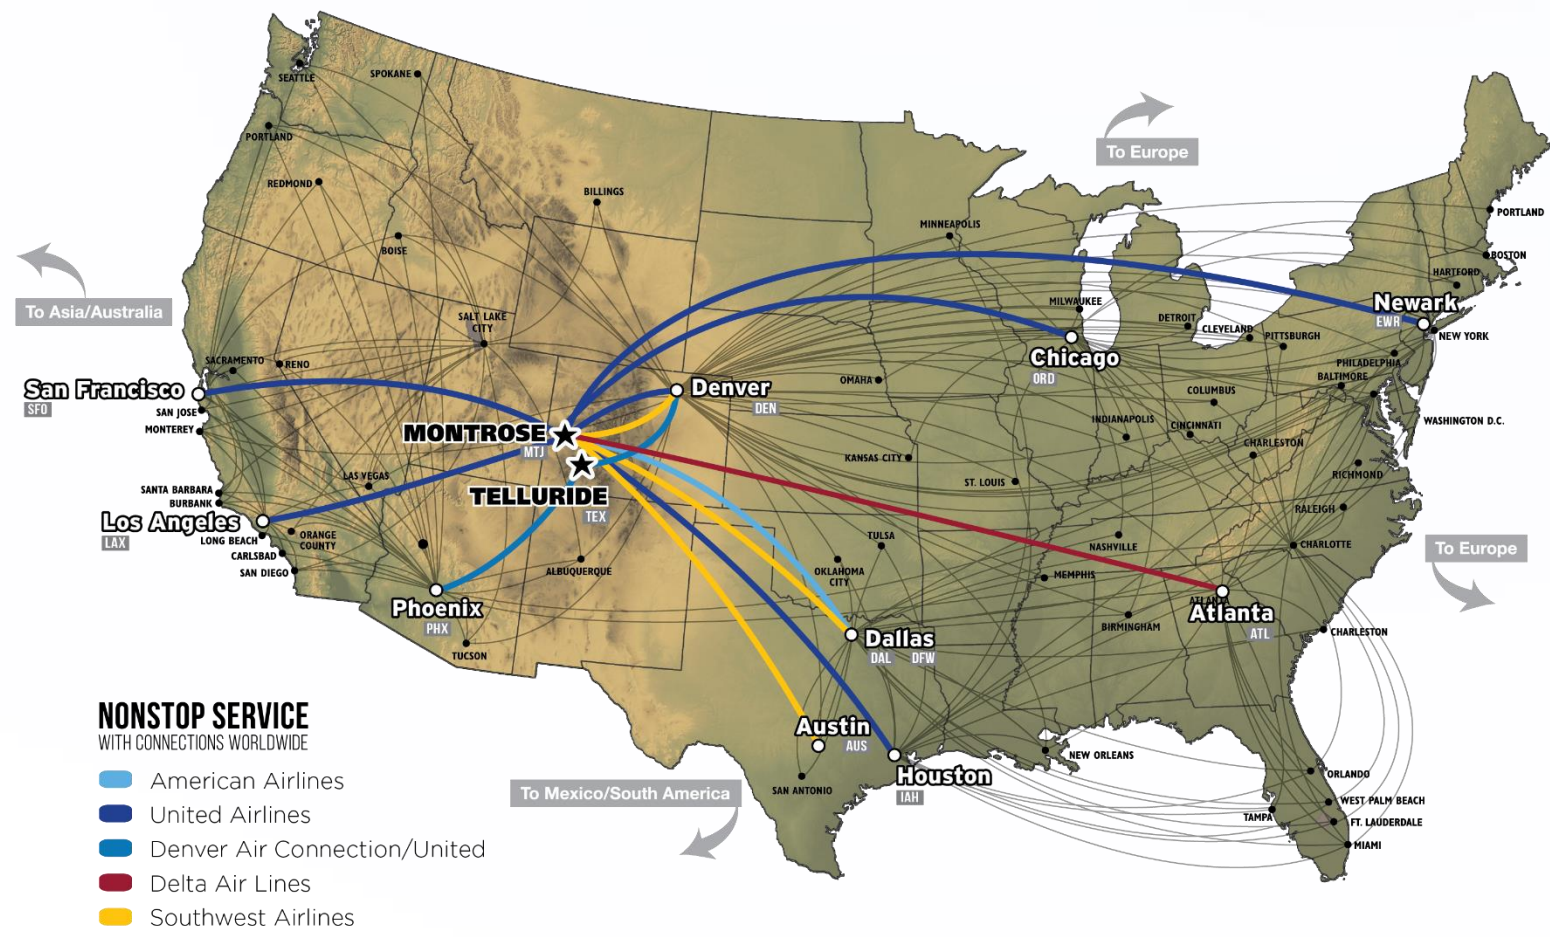 SEATTLE
SPOKANE
PORTLAND
REDMOND
BILLINGS
BOISE
MINNEAPOLIS
To Europe
PORTLAND
BOSTON
HARTFORD
To Asia/Australia
SALT LAKE
CITY
MILWAUKEE
DETROIT
CLEVELAND
PITTSBURGH
Newark
EWR
NEW YORK
PHILADELPHIA
BALTIMORE
SACRAMENTO
RENO
San Francisco
SFO
SAN JOSE
MONTEREY
Denver
DEN
OMAHA
Chicago
ORD
COLUMBUS
INDIANAPOLIS
CINCINNATI
WASHINGTON D.C.
CHARLESTON
MONTROSE
MTJ
TELLURIDE
TEX
KANSAS CITY
ST. LOUIS
RICHMOND
RALEIGH
LAS VEGAS
SANTA BARBARA
BURBANK
Los Angeles
LAX
LONG BEACH
ORANGE
COUNTY
CARLSBAD
SAN DIEGO
ALBUQUERQUE
TULSA
OKLAHOMA
CITY
NASHVILLE
MEMPHIS
CHARLOTTE
To Europe
Phoenix
PHX
TUCSON
Dallas
DAL DFW
BIRMINGHAM
ATLANTA
Atlanta
ATL
CHARLESTON
Austin
AUS
Houston
IAH
SAN ANTONIO
NEW ORLEANS
ORLANDO
WEST PALM BEACH
TAMPA
FT. LAUDERDALE
MIAMI
To Mexico/South America
NONSTOP SERVICE
WITH CONNECTIONS WORLDWIDE
American Airlines
United Airlines
Denver Air Connection/United
Delta Air Lines
Southwest Airlines